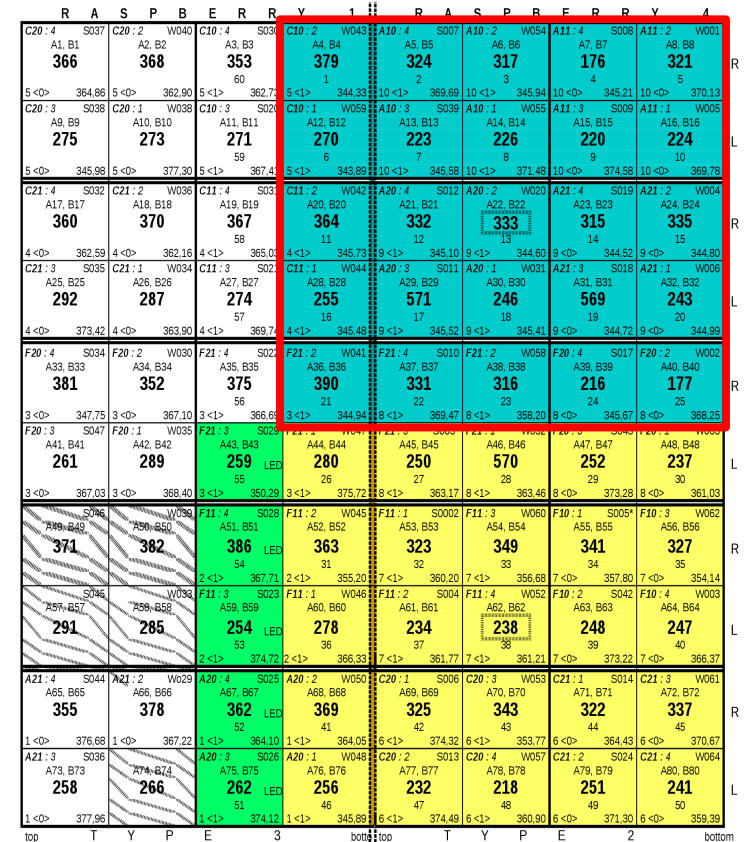 R A S P B E R R Y 1 R A S P B E R R Y 4
C20 : 4 S037 C20 : 2 W040 C10 : 4 S030 C10 : 2 W043 A10 : 4 S007 A10 : 2 W054 A11 : 4 S008 A11 : 2 W001
A1, B1 A2, B2 A3, B3 A4, B4 A5, B5 A6, B6 A7, B7 A8, B8
366 368 353 379 324 317 176 321 R
60 1 2 3 4 5
5 <0> 364,86 5 <0> 362,90 5 <0> 362,73 5 <1> 344,33 10 <1> 369,69 10 <1> 345,94 10 <1> 345,21 10 <1> 370,13
C20 : 3 S038 C20 : 1 W038 C10 : 3 S020 C10 : 1 W059 A10 : 3 S039 A10 : 1 W055 A11 : 3 S009 A11 : 1 W005
A9, B9 A10, B10 A11, B11 A12, B12 A13, B13 A14, B14 A15, B15 A16, B16
275 273 271 270 223 226 220 224 L
59 6 7 8 9 10
5 <0> 345,98 5 <0> 377,30 5 <0> 367,41 5 <1> 343,89 10 <1> 345,58 10 <1> 371,48 10 <1> 374,58 10 <1> 369,78
C21 : 4 S032 C21 : 2 W036 C11 : 4 S031 C11 : 2 W042 A20 : 4 S012 A20 : 2 W020 A21 : 4 S019 A21 : 2 W004
A17, B17 A18, B18 A19, B19 A20, B20 A21, B21 A22, B22 A23, B23 A24, B24
360 370 367 364 332 333 315 335 R
58 11 12 13 14 15
4 <0> 362,59 4 <0> 362,16 4 <0> 365,03 4 <1> 345,73 9 <1> 345,10 9 <1> 344,60 9 <1> 344,52 9 <1> 344,80
C21 : 3 S035 C21 : 1 W034 C11 : 3 S021 C11 : 1 W044 A20 : 3 S011 A20 : 1 W031 A21 : 3 S018 A21 : 1 W006
A25, B25 A26, B26 A27, B27 A28, B28 A29, B29 A30, B30 A31, B31 A32, B32
292 287 274 255 571 246 569 243 L
57 16 17 18 19 20
4 <0> 373,42 4 <0> 363,90 4 <0> 369,74 4 <1> 345,48 9 <1> 345,52 9 <1> 345,41 9 <1> 344,72 9 <1> 344,99
F20 : 4 S034 F20 : 2 W030 F21 : 4 S022 F21 : 2 W041 F21 : 4 S010 F21 : 2 W058 F20 : 4 S017 F20 : 2 W002
A33, B33 A34, B34 A35, B35 A36, B36 A37, B37 A38, B38 A39, B39 A40, B40
381 352 375 390 331 316 216 177 R
56 21 22 23 24 25
3 <0> 347,75 3 <0> 367,10 3 <1> 366,69 3 <1> 344,94 8 <1> 369,47 8 <1> 358,20 8 <1> 345,67 8 <1> 368,25
F20 : 3 S047 F20 : 1 W035 F21 : 3 S029
A41, B41 A42, B42 A43, B43 A44, B44 A45, B45 A46, B46 A47, B47 A48, B48
261 289 259 LED 280 250 570 252 237 L
55 26 27 28 29 30
3 <0> 367,03 3 <0> 368,40 3 <1> 350,29 3 <1> 375,72 8 <1> 363,17 8 <1> 363,46 8 <1> 373,28 8 <1> 361,03
S046 W039 F11 : 4 S028 F11 : 2 W045 F11 : 1 S0002 F11 : 3 W060 F10 : 1 S005* F10 : 3 W062
A49, B49 A50, B50 A51, B51 A52, B52 A53, B53 A54, B54 A55, B55 A56, B56
371 382 386 LED 363 323 349 341 327 R
54 31 32 33 34 35
2 <1> 367,71 2 <1> 355,20 7 <1> 360,20 7 <1> 356,68 7 <0> 357,80 7 <0> 354,14
S045 W033 F11 : 3 S023 F11 : 1 W046 F11 : 2 S004 F11 : 4 W052 F10 : 2 S042 F10 : 4 W003
A57, B57 A58, B58 A59, B59 A60, B60 A61, B61 A62, B62 A63, B63 A64, B64
291 285 254 LED 278 234 238 248 247 L
53 36 37 38 39 40
2 <1> 374,72 2 <1> 366,33 7 <1> 361,77 7 <1> 361,21 7 <0> 373,22 7 <0> 366,37
A21 : 4 S044 A21 : 2 W029 A20 : 4 S025 A20 : 2 W050 C20 : 1 S006 C20 : 3 W053 C21 : 1 S014 C21 : 3 W061
A65, B65 A66, B66 A67, B67 A68, B68 A69, B69 A70, B70 A71, B71 A72, B72
355 378 362 LED 369 325 343 322 337 R
52 41 42 43 44 45
1 <0> 376,68 1 <0> 367,22 1 <1> 364,10 1 <1> 364,05 6 <1> 374,32 6 <1> 353,77 6 <0> 364,43 6 <0> 370,67
A21 : 3 S036 A20 : 3 S026 A20 : 1 W048 C20 : 2 S013 C20 : 4 W057 C21 : 2 S024 C21 : 4 W064
A73, B73 A74, B74 A75, B75 A76, B76 A77, B77 A78, B78 A79, B79 A80, B80
258 266 262 LED 256 232 218 251 241 L
51 46 47 48 49 50
1 <0> 377,96 1 <1> 374,12 1 <1> 345,89 6 <1> 374,49 6 <1> 360,90 6 <0> 371,30 6 <0> 359,39
top T Y P E 3 botto top T Y P E 2 bottom